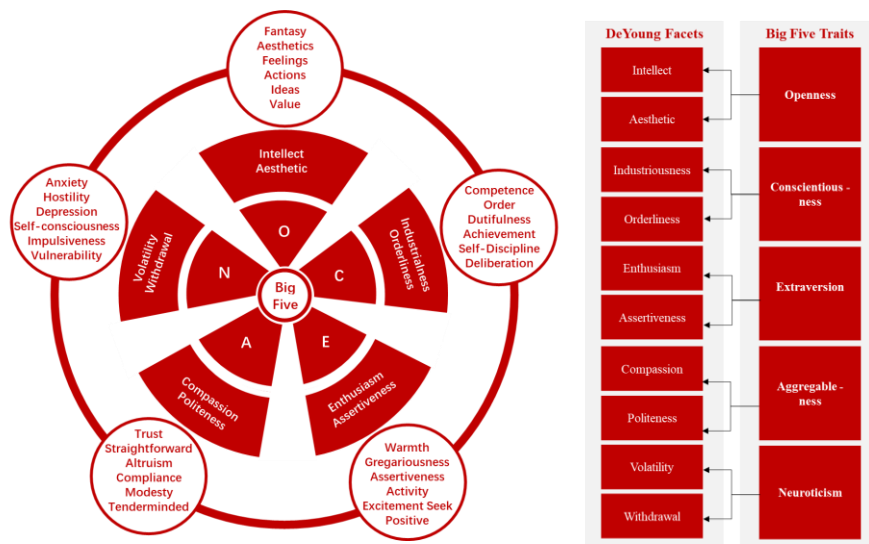 Fantasy
Aesthetics
Feelings
Actions
Ideas
Value
Intellect
Aesthetic
O
Competence
Order
Dutifulness
Achievement
Self-Discipline
Deliberation
Industrialness
Orderliness
C
Warmth
Gregariousness
Assertiveness
Activity
Excitement Seek
Positive
Enthusiasm
Assertiveness
E
Trust
Straightforward
Altruism
Compliance
Modesty
Tenderminded
Compassion
Politeness
A
Anxiety
Hostility
Depression
Self-consciousness
Impulsiveness
Vulnerability
Volatility
Withdrawal
N
Big
Five
DeYoung Facets
Big Five Traits
Intellect
Aesthetic
Openness
Industriousness
Orderliness
Conscientious -
ness
Enthusiasm
Assertiveness
Extraversion
Compassion
Politeness
Aggregable -
ness
Volatility
Withdrawal
Neuroticism